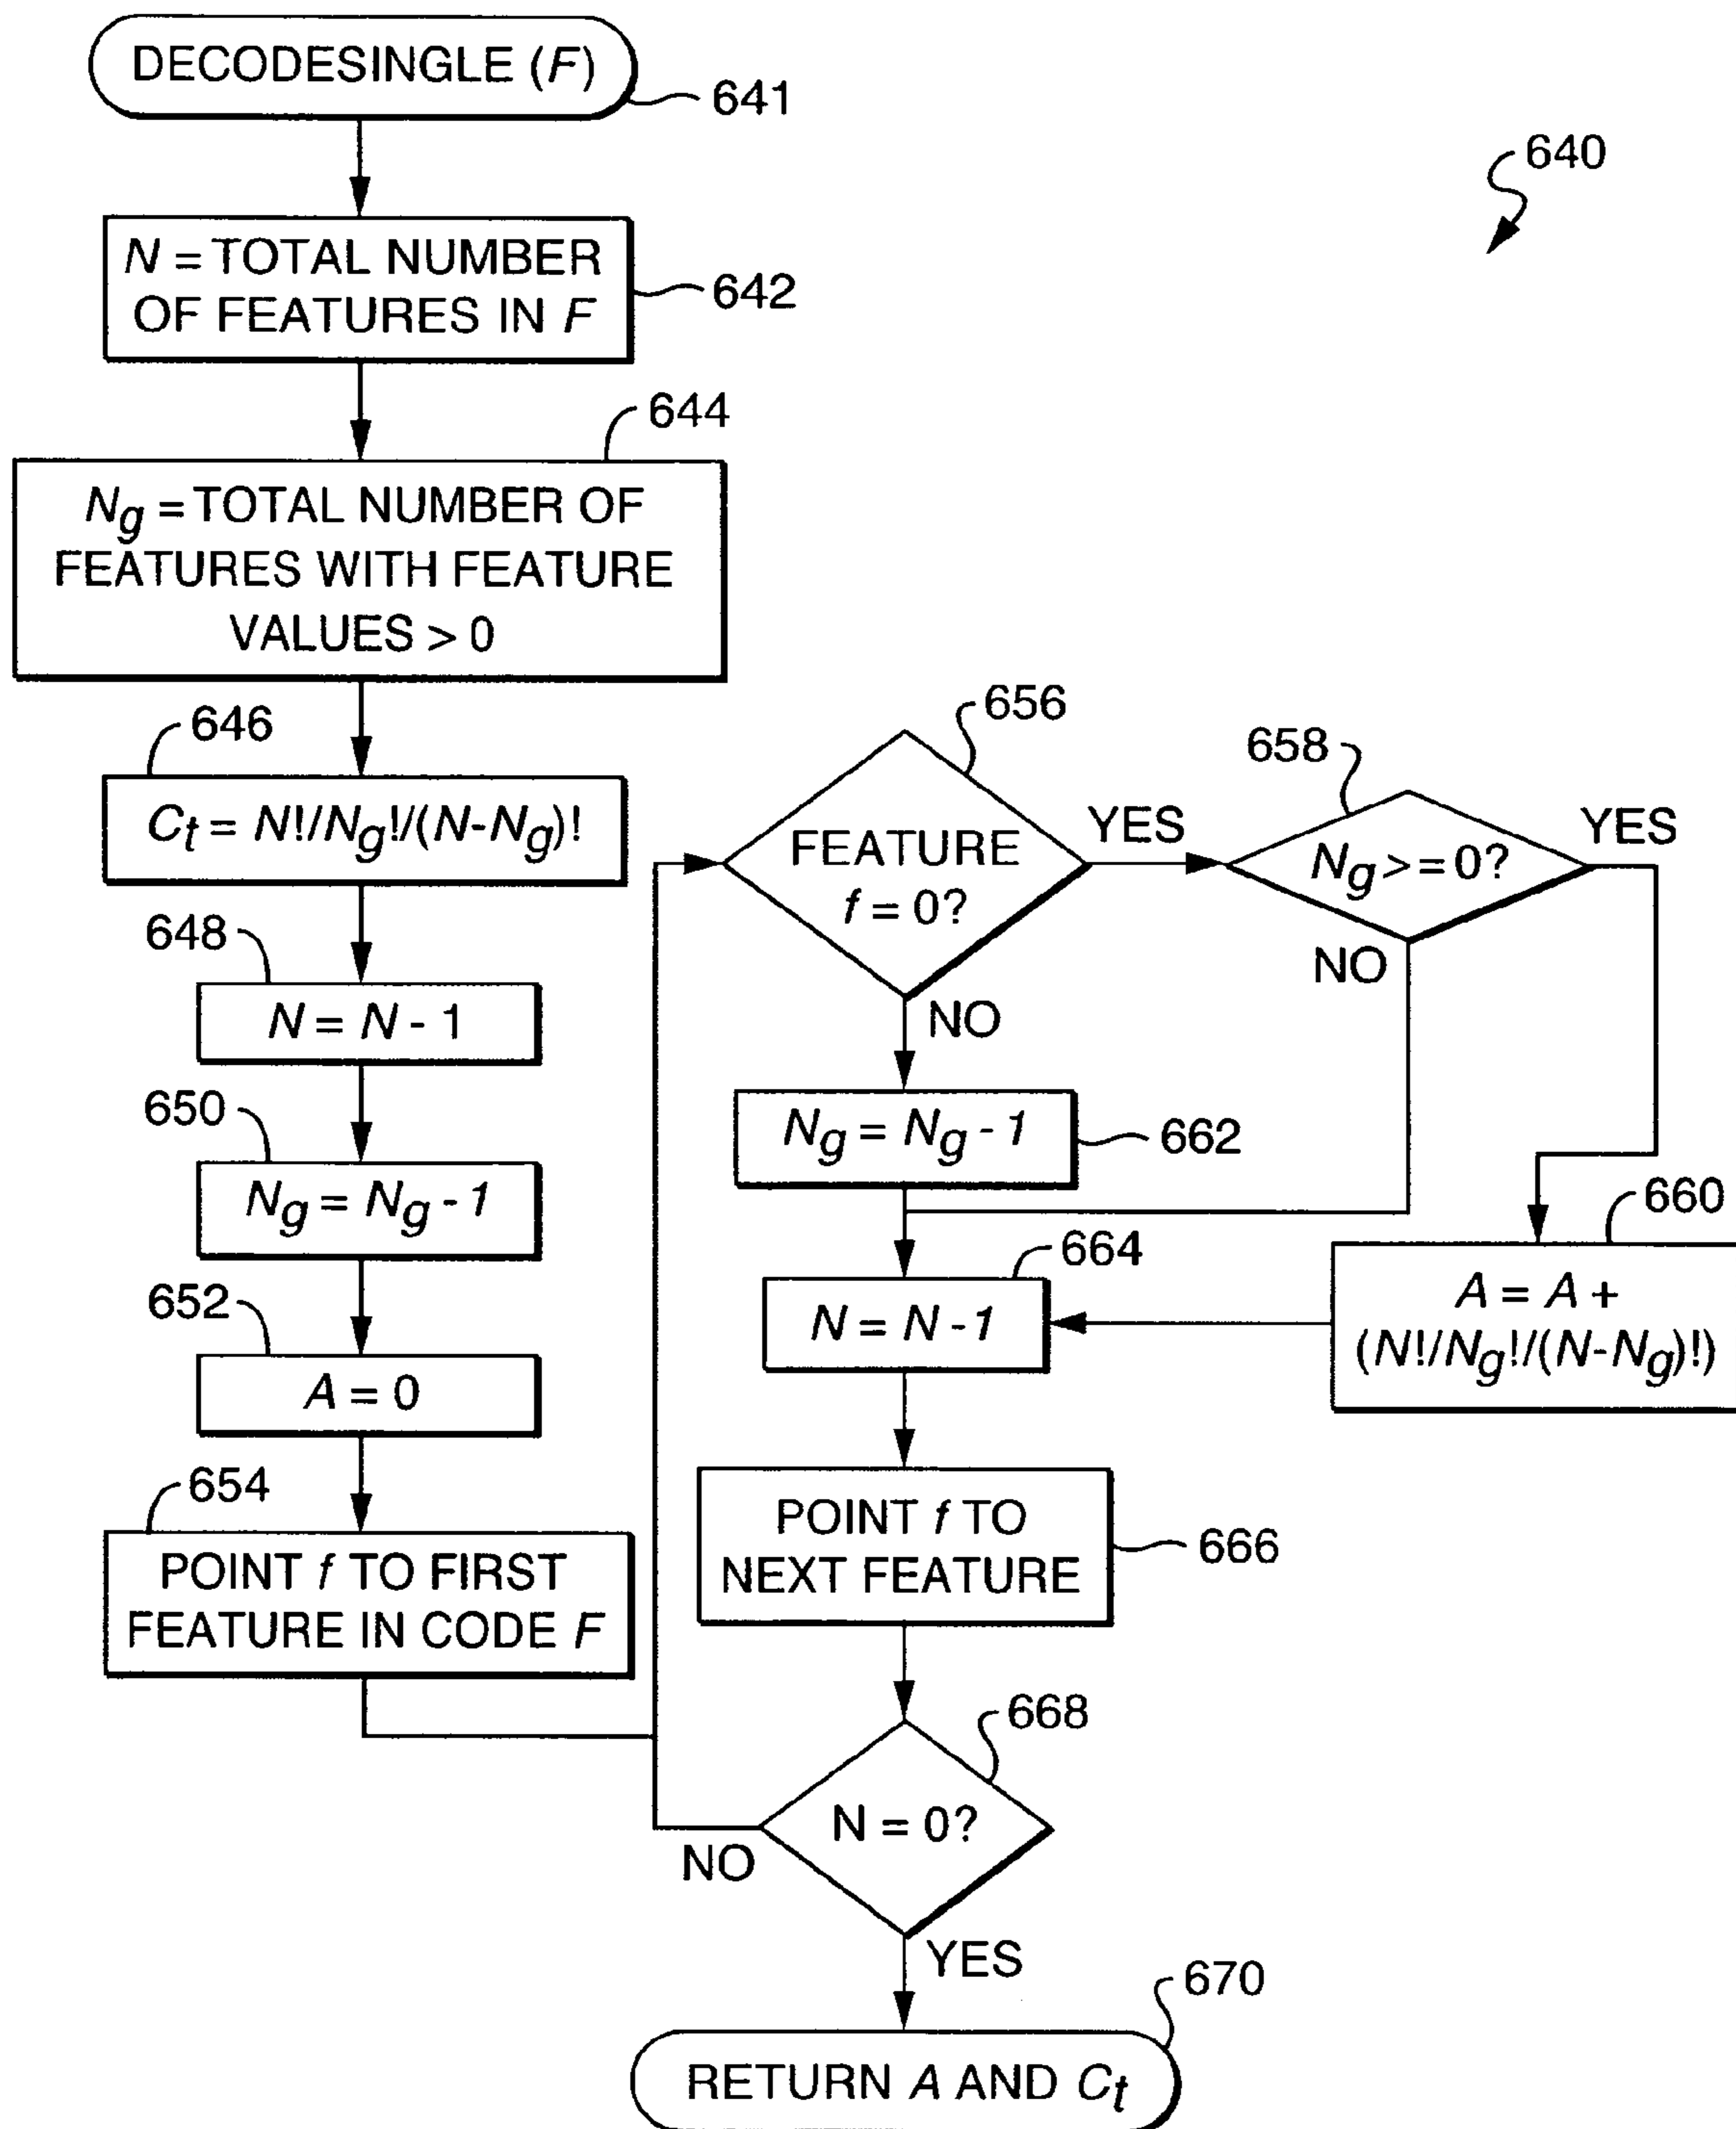 DECODESINGLE (F)
641
640
N = TOTAL NUMBER
OF FEATURES IN F
642
644
Ng = TOTAL NUMBER OF
FEATURES WITH FEATURE
VALUES > 0
646
Ct = N!/Ng!/(N-Ng)!
648
N = N - 1
650
Ng = Ng - 1
652
A = 0
654
POINT f TO FIRST
FEATURE IN CODE F
656
FEATURE
f = 0?
YES
NO
658
Ng >= 0?
YES
NO
662
Ng = Ng - 1
660
A = A +
(N!/Ng!/(N-Ng)!)
664
N = N - 1
POINT f TO
NEXT FEATURE
666
668
N = 0?
NO
YES
670
RETURN A AND Ct